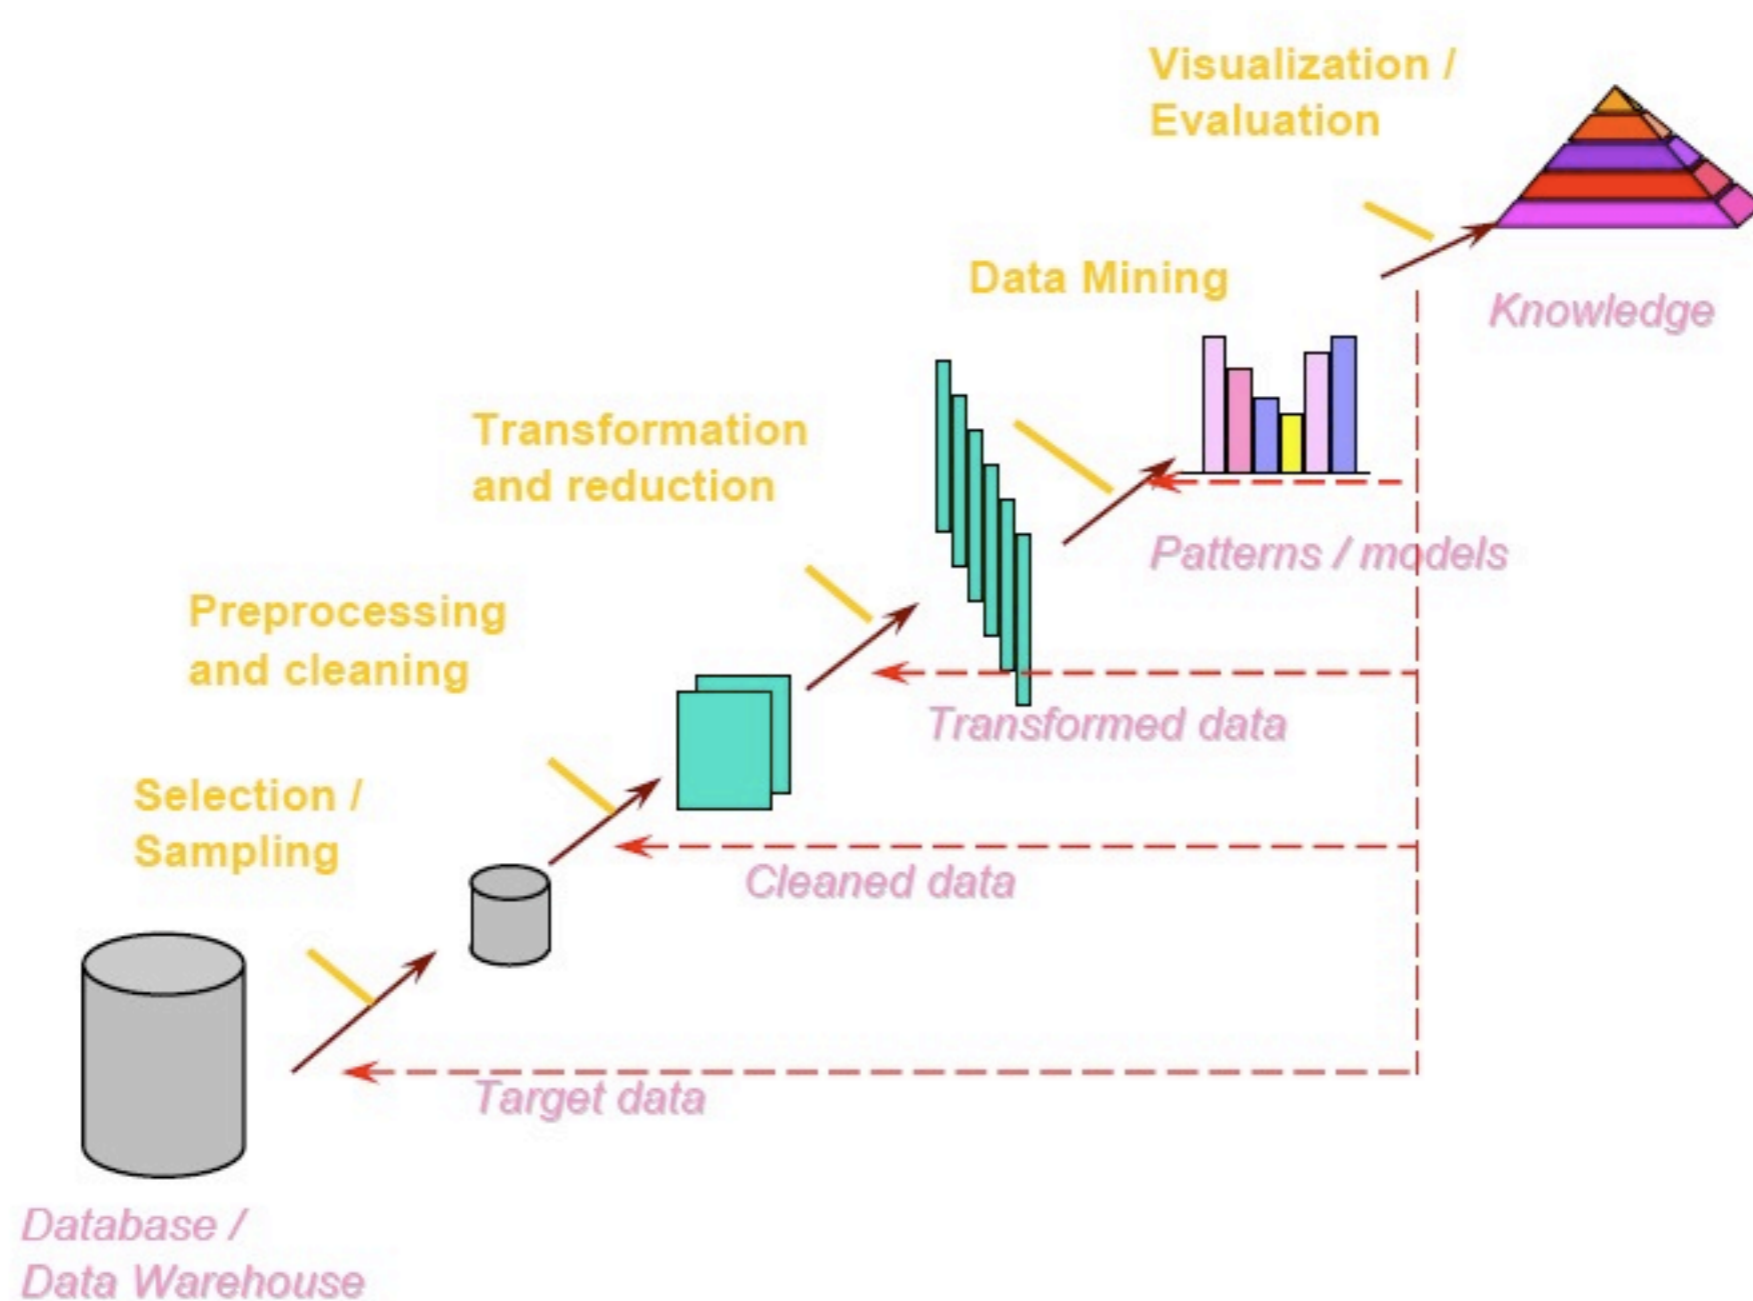 Visualization /
Evaluation
Knowledge
Data Mining
Patterns / models
Transformation
and reduction
Transformed data
Preprocessing
and cleaning
Cleaned data
Selection /
Sampling
Target data
Database /
Data Warehouse